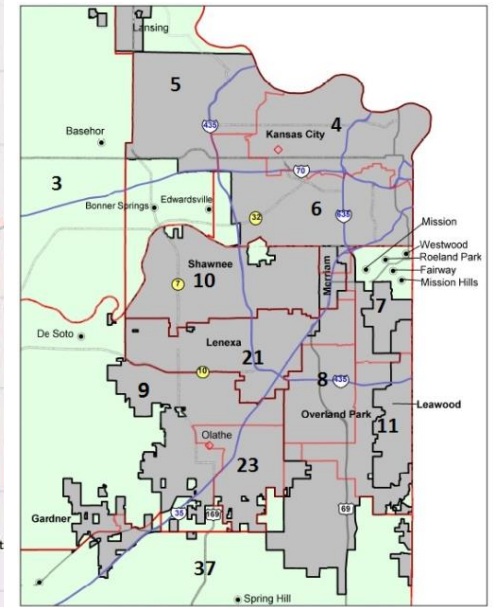 Lansing
5
435
4
Kansas City
Basehor
70
3
Bonner Springs
Edwardsville
32
6
635
Mission
Westwood
Roeland Park
Fairway
Mission Hills
Shawnee
Merriam
7
10
7
De Soto
Lenexa
21
10
8
435
9
Leawood
Overland Park
11
Olathe
23
Gardner
35
169
69
t
37
Spring Hill